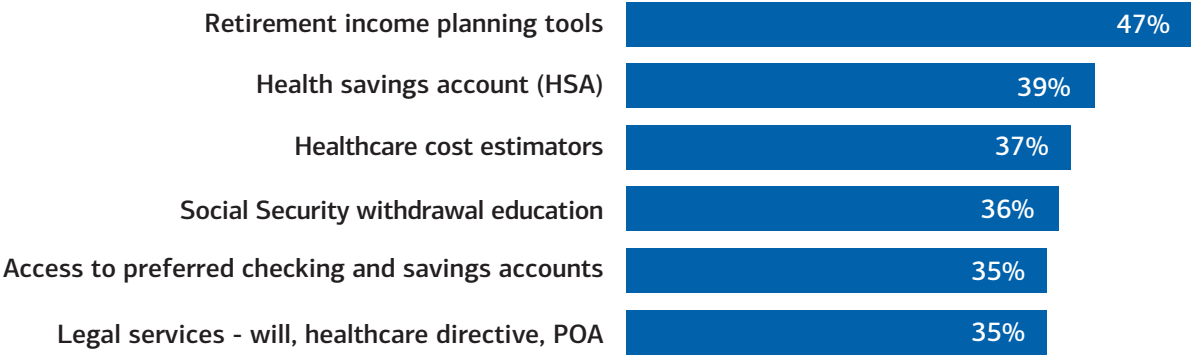 Retirement income planning tools 47%
Health savings account (HSA) 39%
Healthcare cost estimators 37%
Social Security withdrawal education 36%
Access to preferred checking and savings accounts 35%
Legal services - will, healthcare directive, POA 35%